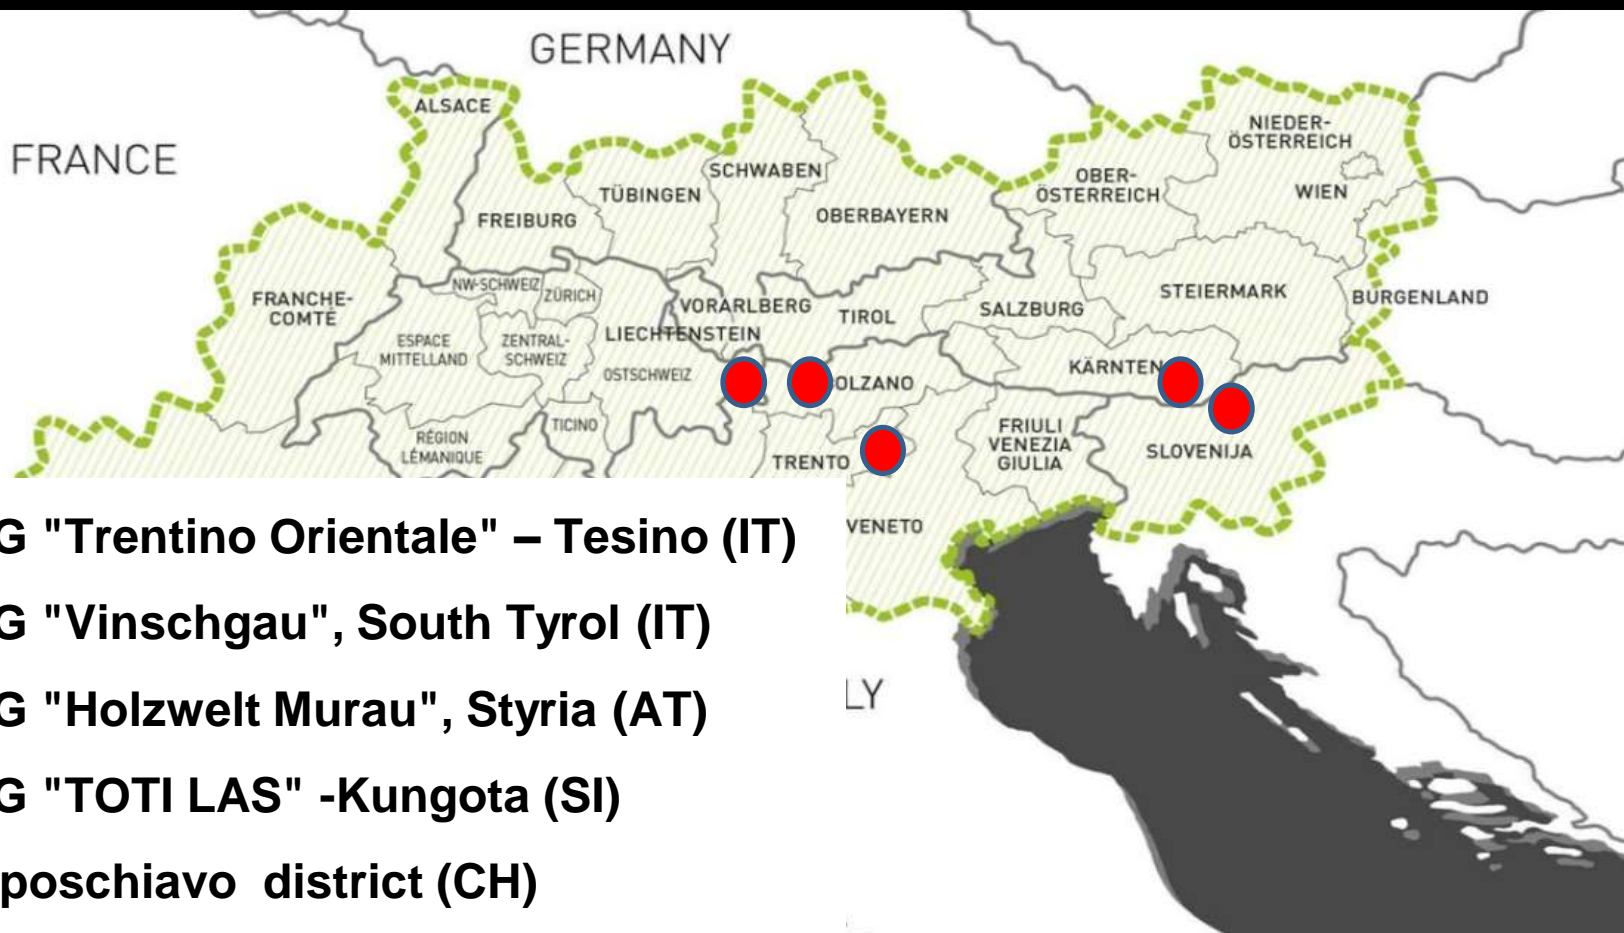 GERMANY
ALSACE
FRANCE
NIEDER-
ÖSTERREICH
SCHWABEN
OBER-
ÖSTERREICH
TÜBINGEN
WIEN
FREIBURG
OBERBAYERN
NW-SCHWEIZ
ZÜRICH
FRANCHE-
COMTÉ
VORARLBERG
TIROL
SALZBURG
STEIERMARK
BURGENLAND
LIECHTENSTEIN
ESPACE
MITTELLAND
ZENTRAL-
SCHWEIZ
OSTSCHWEIZ
KÄRNTEN
OLZANO
TICINO
RÉGION
LÉMANIQUE
FRIULI
VENEZIA
GIULIA
SLOVENIJA
TRENTO
VENETO
G "Trentino Orientale" – Tesino (IT)
G "Vinschgau", South Tyrol (IT)
LY
G "Holzwelt Murau", Styria (AT)
G "TOTI LAS" -Kungota (SI)
poschiavo district (CH)